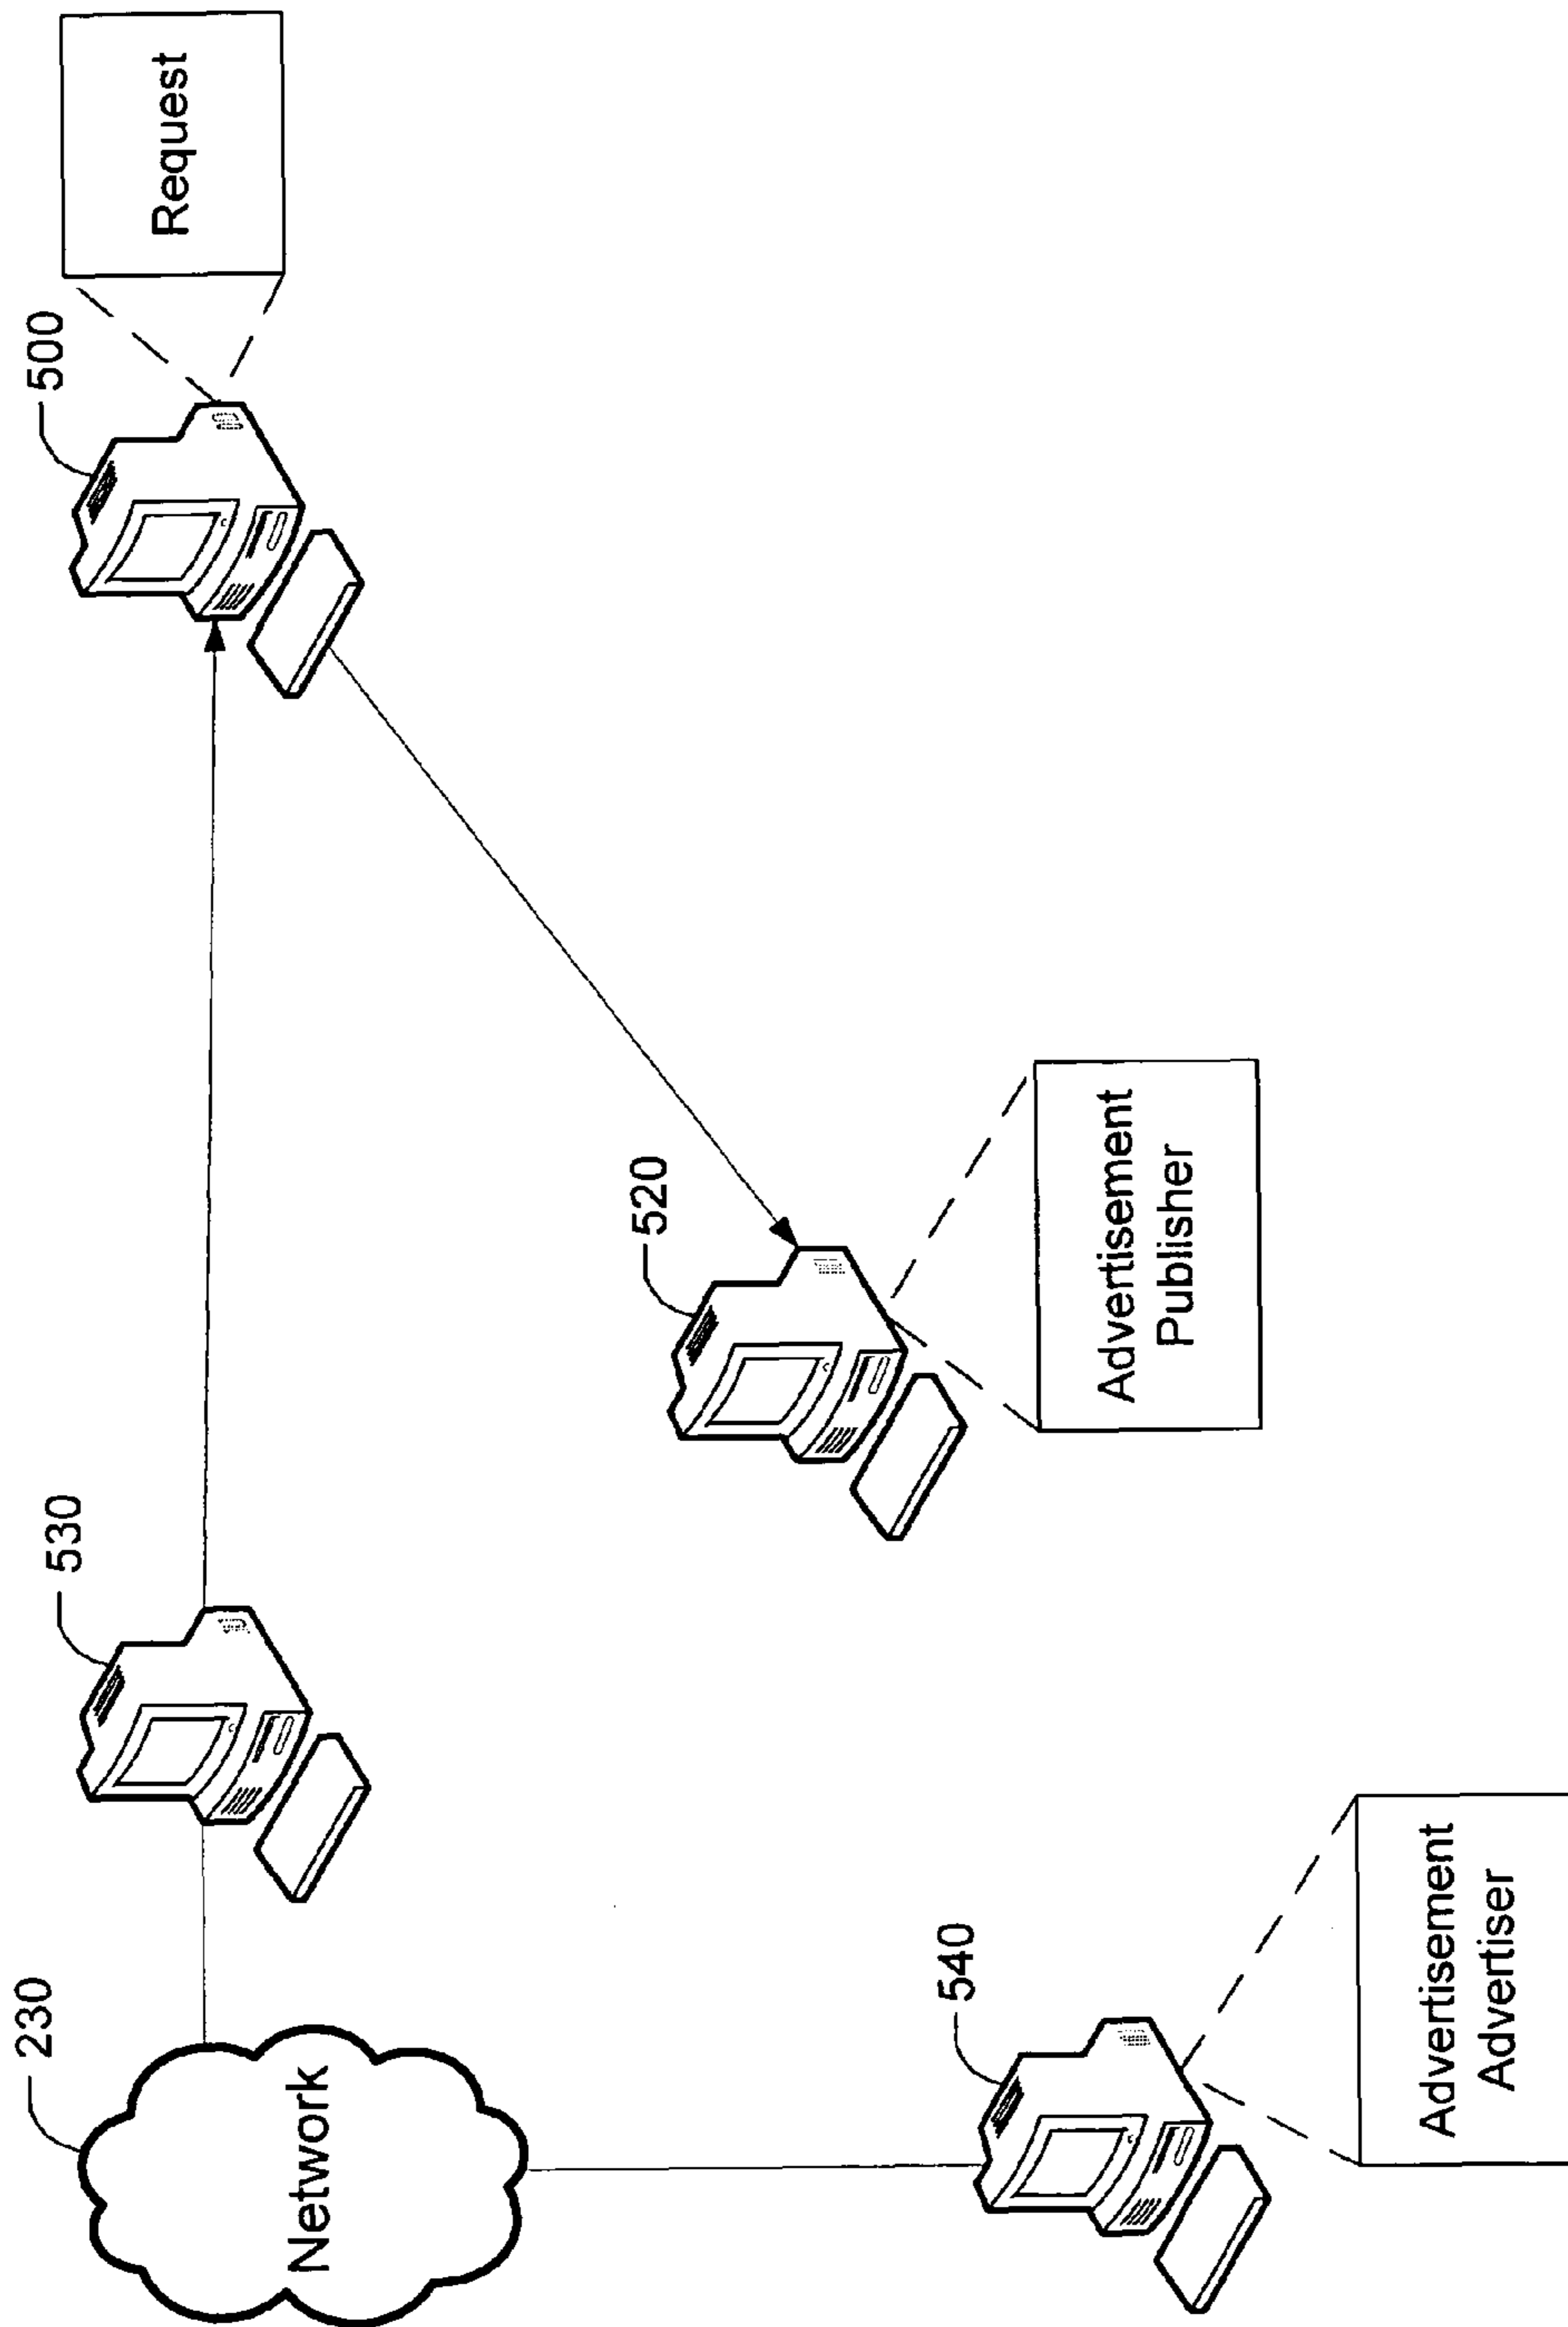 230
530
500
Request
Network
520
540
Advertisement
Publisher
Advertisement
Advertiser